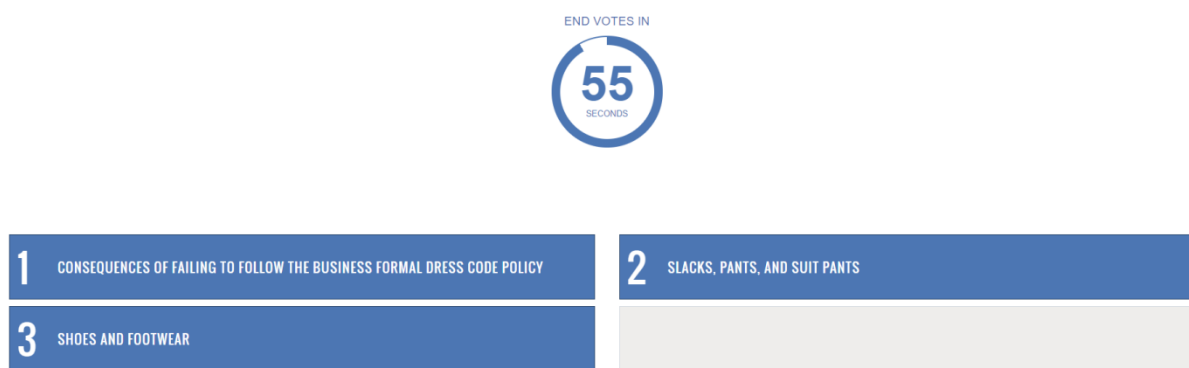 END VOTES IN
55
SECONDS
1 CONSEQUENCES OF FAILING TO FOLLOW THE BUSINESS FORMAL DRESS CODE POLICY
2 SLACKS, PANTS, AND SUIT PANTS
3 SHOES AND FOOTWEAR